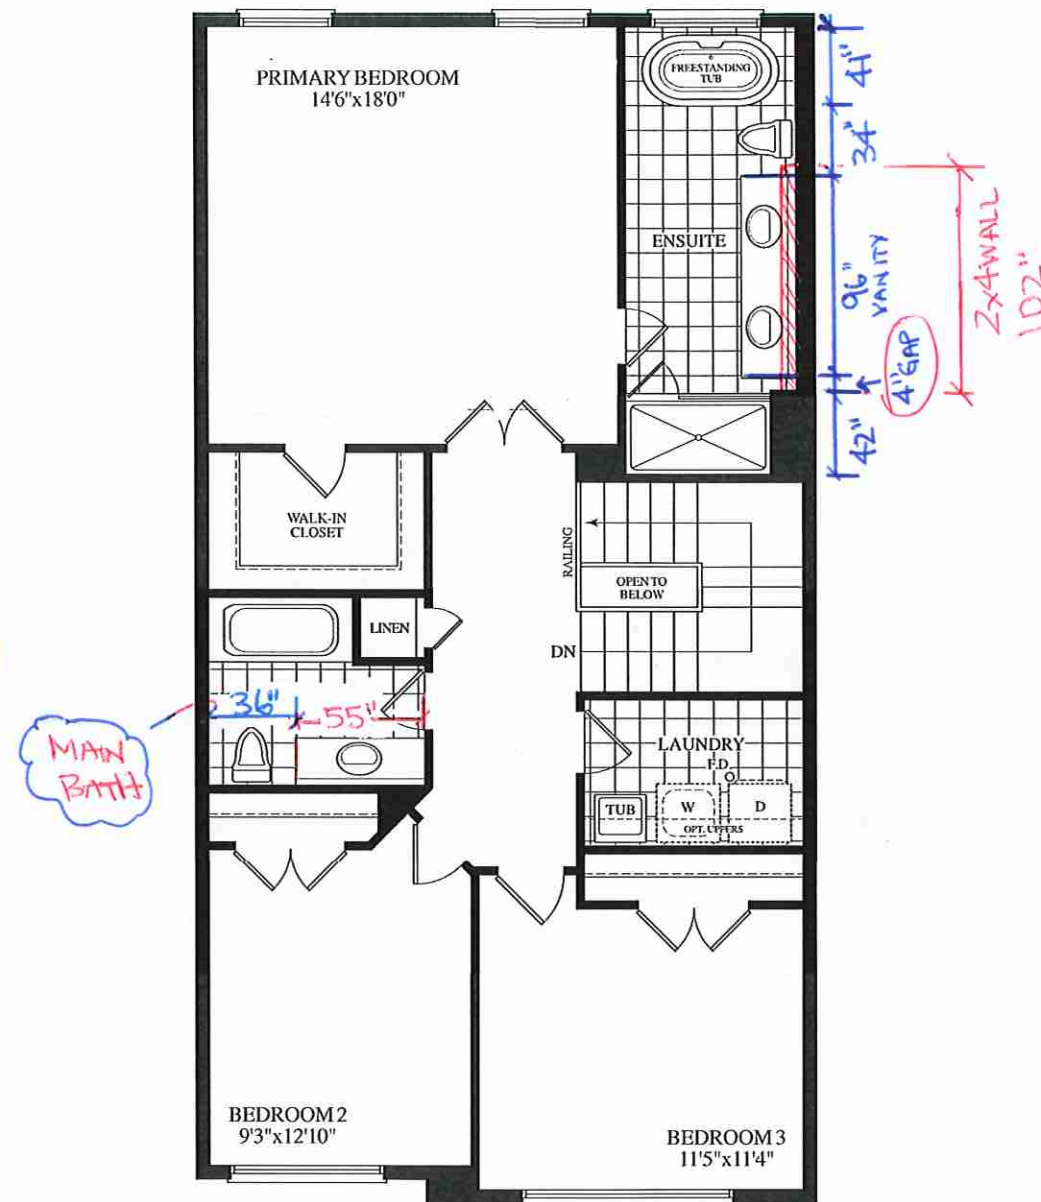 PRIMARY BEDROOM
14'6"x18'0"
FREESTANDING
TUB
41"
34"
ENSUITE
96"
VANITY
2x4 WALL
102"
4" GAP
42"
WALK-IN
CLOSET
RAILING
OPEN TO
BELOW
LINEN
DN
36"
55"
MAIN
BATH
LAUNDRY
F.D.
TUB
W
D
OPT. UPPERS
BEDROOM 2
9'3"x12'10"
BEDROOM 3
11'5"x11'4"